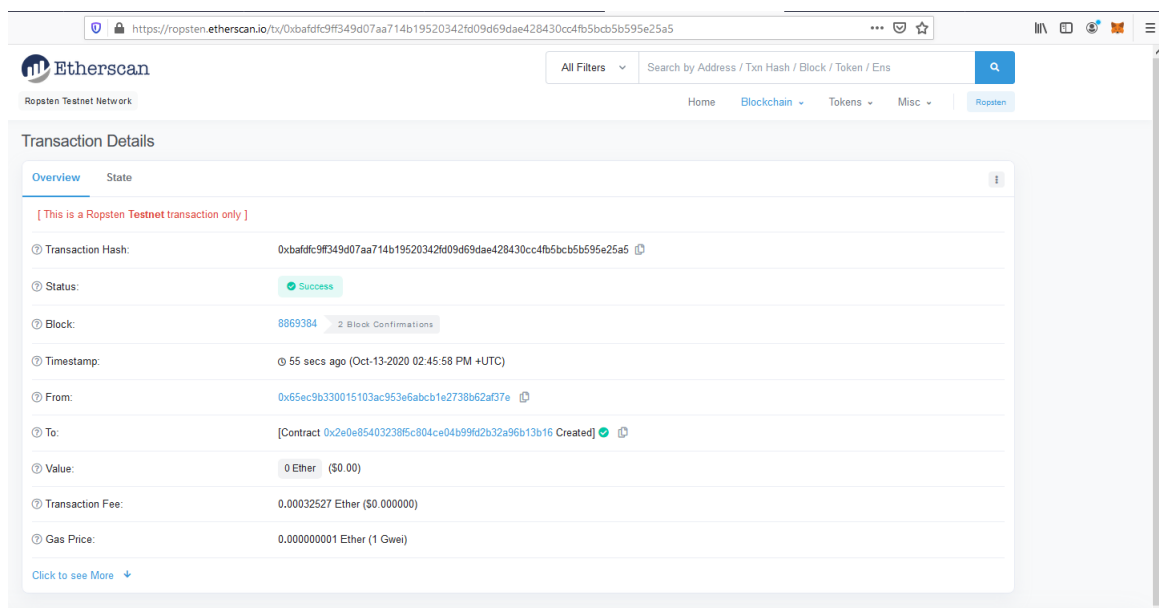 https://ropsten.etherscan.io/tx/0xbafdfc9ff349d07aa714b19520342fd09d69dae428430cc4fb5bcb5b595e25a5
Etherscan
All Filters
Search by Address / Txn Hash / Block / Token / Ens
Ropsten Testnet Network
Home Blockchain Tokens Misc Ropsten
Transaction Details
Overview State
[ This is a Ropsten Testnet transaction only ]
Transaction Hash: 0xbafdfc9ff349d07aa714b19520342fd09d69dae428430cc4fb5bcb5b595e25a5
Status: Success
Block: 8869384 2 Block Confirmations
Timestamp: 55 secs ago (Oct-13-2020 02:45:58 PM +UTC)
From: 0x65ec9b330015103ac953e6abcb1e2738b62af37e
To: [Contract 0x2e0e85403238f5c804ce04b99fd2b32a96b13b16 Created]
Value: 0 Ether ($0.00)
Transaction Fee: 0.00032527 Ether ($0.000000)
Gas Price: 0.000000001 Ether (1 Gwei)
Click to see More